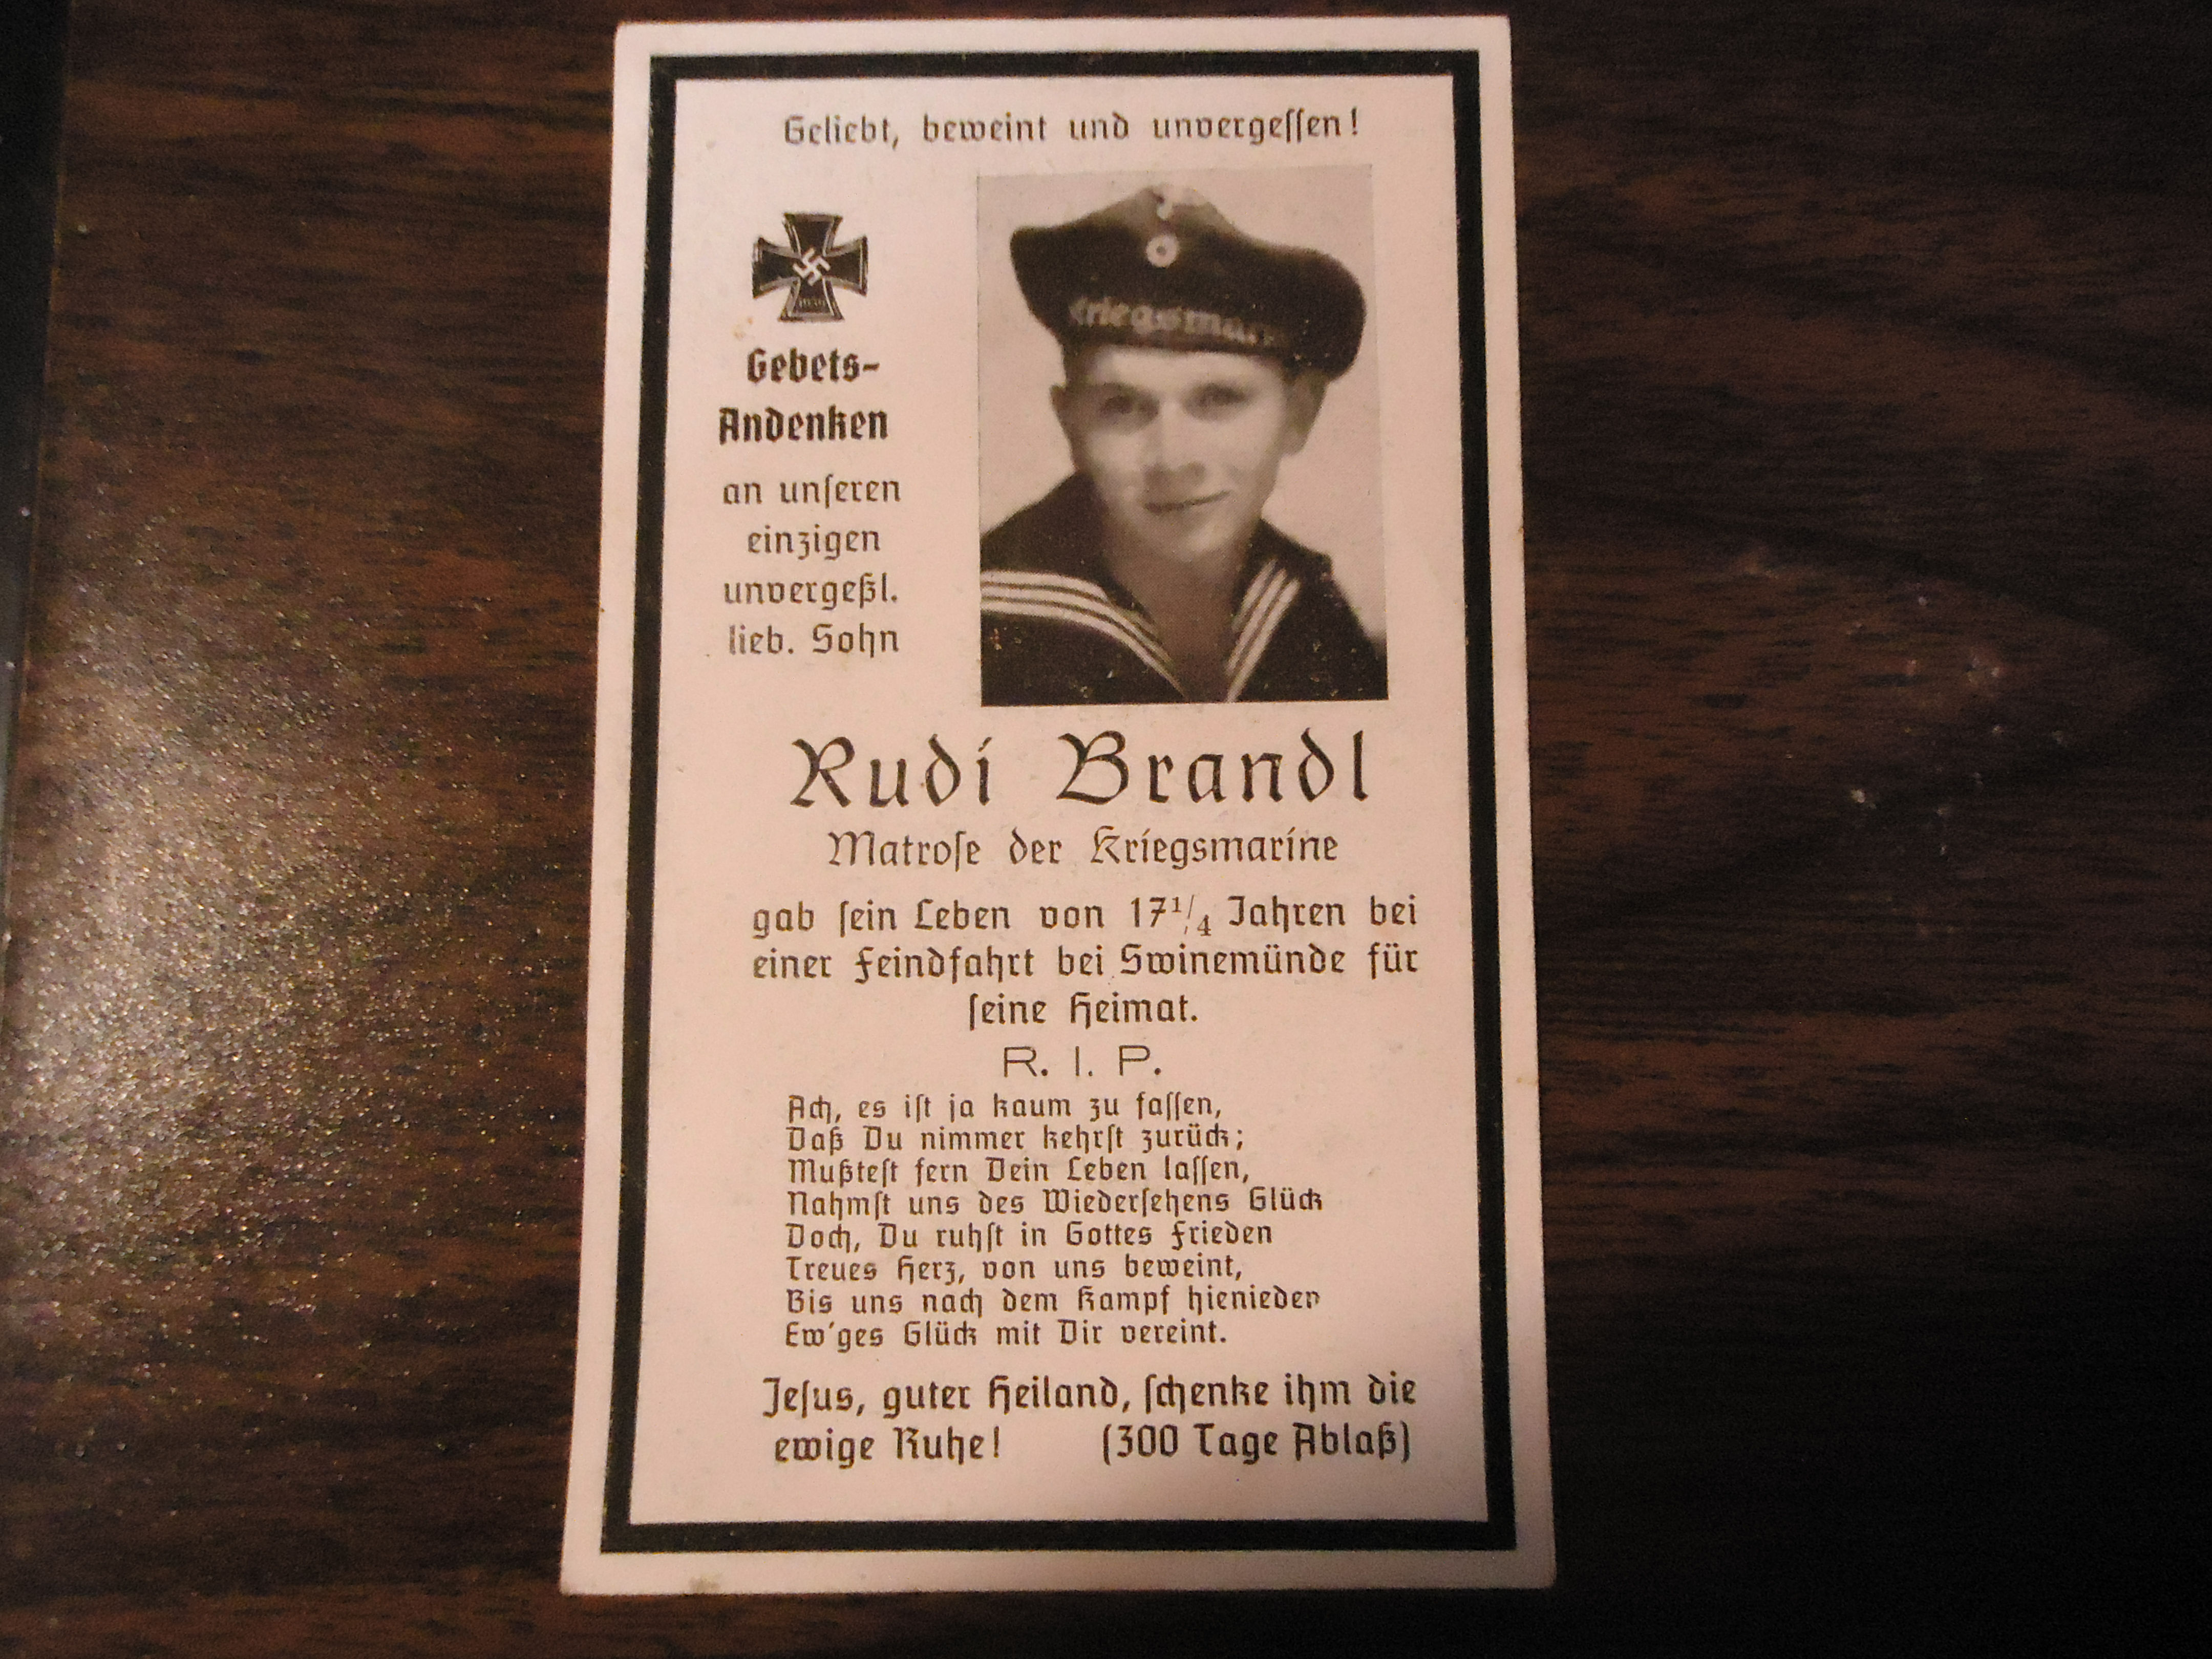 Geliebt, beweint und unvergessen!
Gebets-
Andenken
an unseren
einzigen
unvergeßl.
lieb. Sohn
Kriegsmarine
Rudi Brandl
Matrose der Kriegsmarine
gab sein Leben von 17¹/₄ Jahren bei
einer Feindfahrt bei Swinemünde für
seine Heimat.
R. I. P.
Ach, es ist ja kaum zu fassen,
Daß Du nimmer kehrst zurück;
Mußtest fern Dein Leben lassen,
Nahmst uns des Wiedersehens Glück
Doch, Du ruhst in Gottes Frieden
Treues Herz, von uns beweint,
Bis uns nach dem Kampf hienieden
Ew'ges Glück mit Dir vereint.
Jesus, guter Heiland, schenke ihm die
ewige Ruhe! (300 Tage Ablaß)